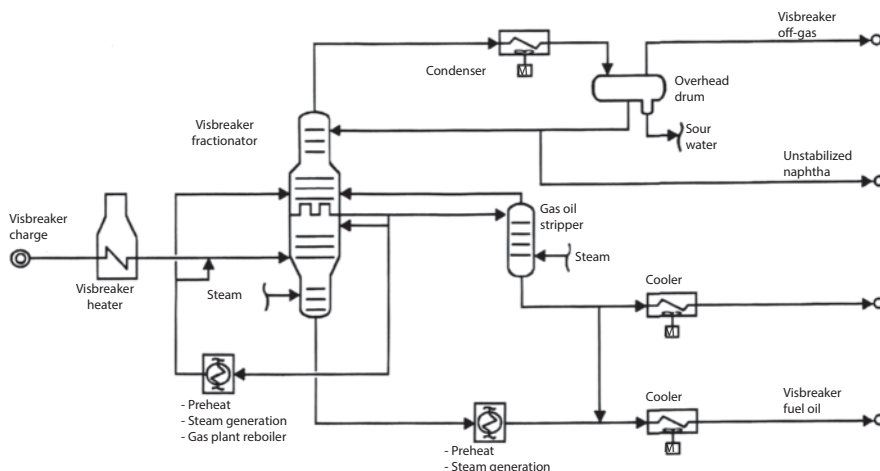 Visbreaker
off-gas
Condenser
M
Overhead
drum
Visbreaker
fractionator
Sour
water
Unstabilized
naphtha
Visbreaker
charge
Gas oil
stripper
Steam
Visbreaker
heater
Steam
Cooler
M
- Preheat
- Steam generation
- Gas plant reboiler
Cooler
Visbreaker
fuel oil
M
- Preheat
- Steam generation